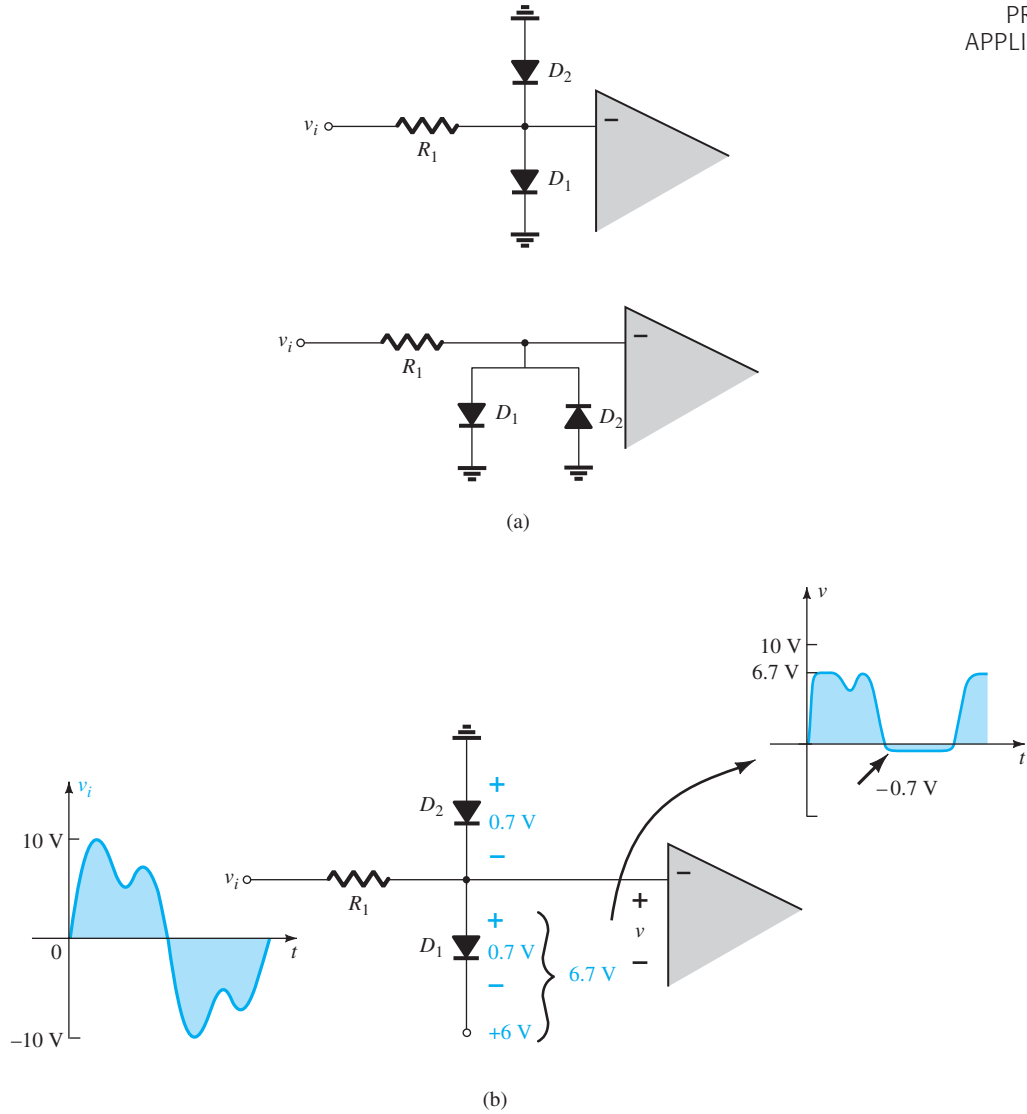 PR
APPLI
D2
vi
R1
−
D1
vi
R1
−
D1
D2
(a)
v
10 V
6.7 V
t
−0.7 V
vi
10 V
0
t
−10 V
D2
+
0.7 V
−
vi
R1
−
+
v
−
D1
+
0.7 V
−
6.7 V
+6 V
(b)